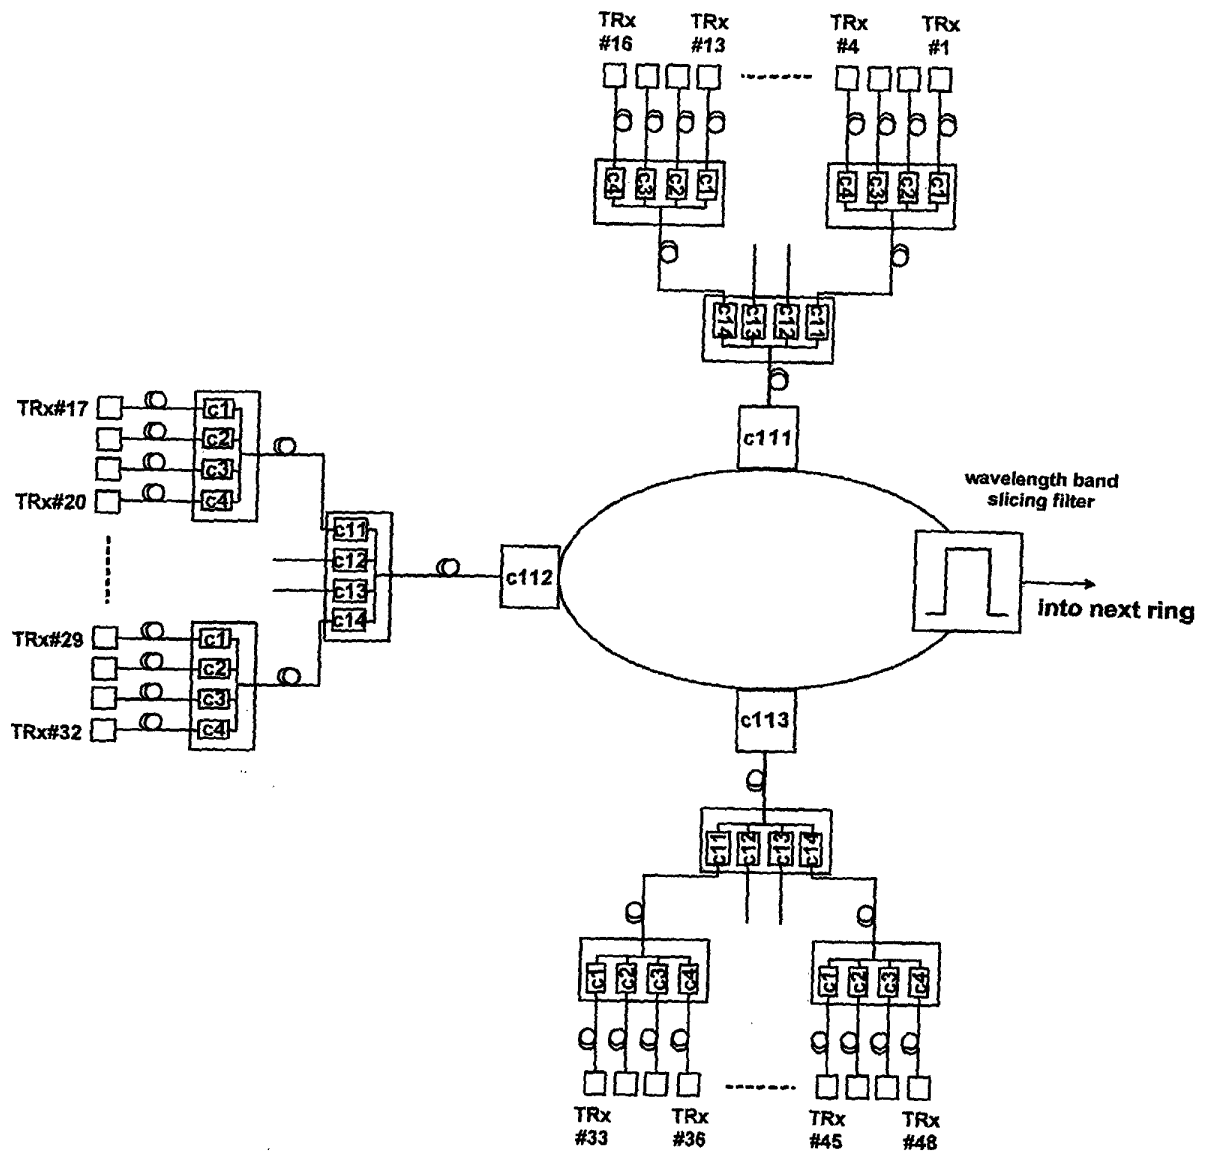 TRx
#16
TRx
#13
TRx
#4
TRx
#1
c4
c3
c2
c1
c4
c3
c2
c1
c14
c13
c12
c11
c111
TRx#17
c1
c2
c3
c4
TRx#20
c11
c12
c13
c14
c112
wavelength band
slicing filter
into next ring
TRx#29
c1
c2
c3
c4
TRx#32
c113
c11
c12
c13
c14
c1
c2
c3
c4
c1
c2
c3
c4
TRx
#33
TRx
#36
TRx
#45
TRx
#48